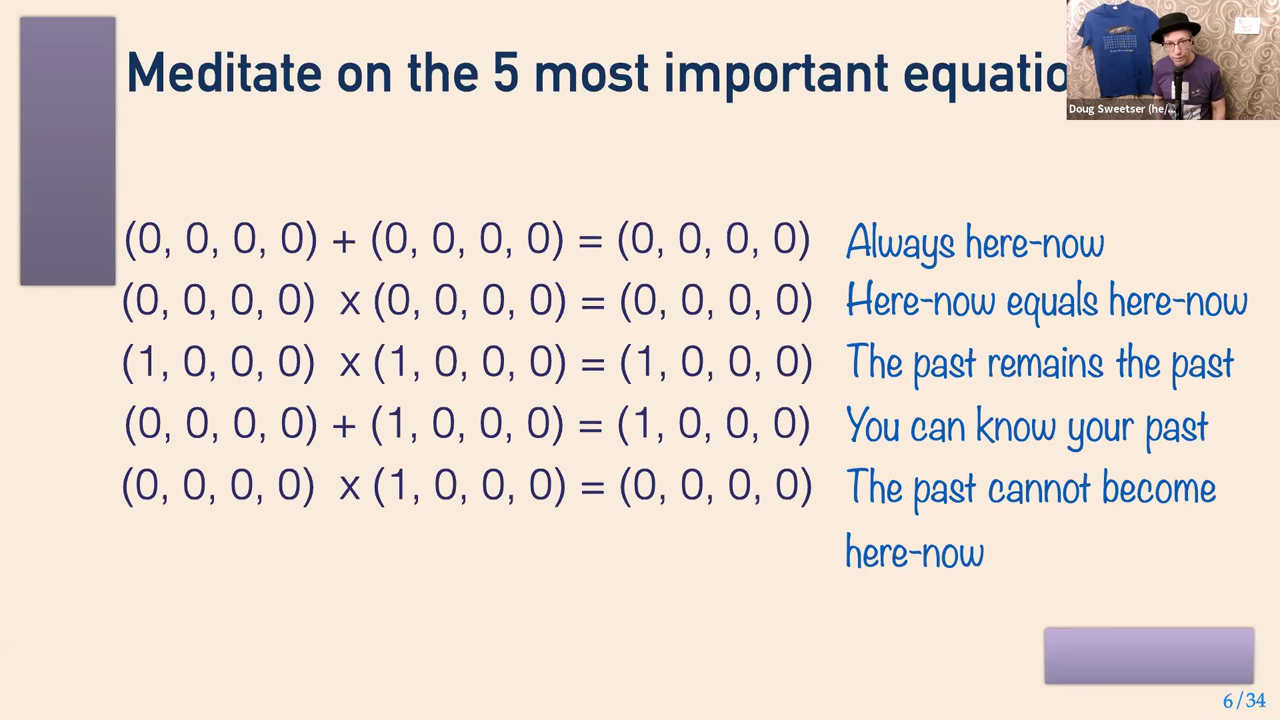 Meditate on the 5 most important equatio
Doug Sweetser (he/...
(0, 0, 0, 0) + (0, 0, 0, 0) = (0, 0, 0, 0) Always here-now
(0, 0, 0, 0) x (0, 0, 0, 0) = (0, 0, 0, 0) Here-now equals here-now
(1, 0, 0, 0) x (1, 0, 0, 0) = (1, 0, 0, 0) The past remains the past
(0, 0, 0, 0) + (1, 0, 0, 0) = (1, 0, 0, 0) You can know your past
(0, 0, 0, 0) x (1, 0, 0, 0) = (0, 0, 0, 0) The past cannot become
here-now
6/34